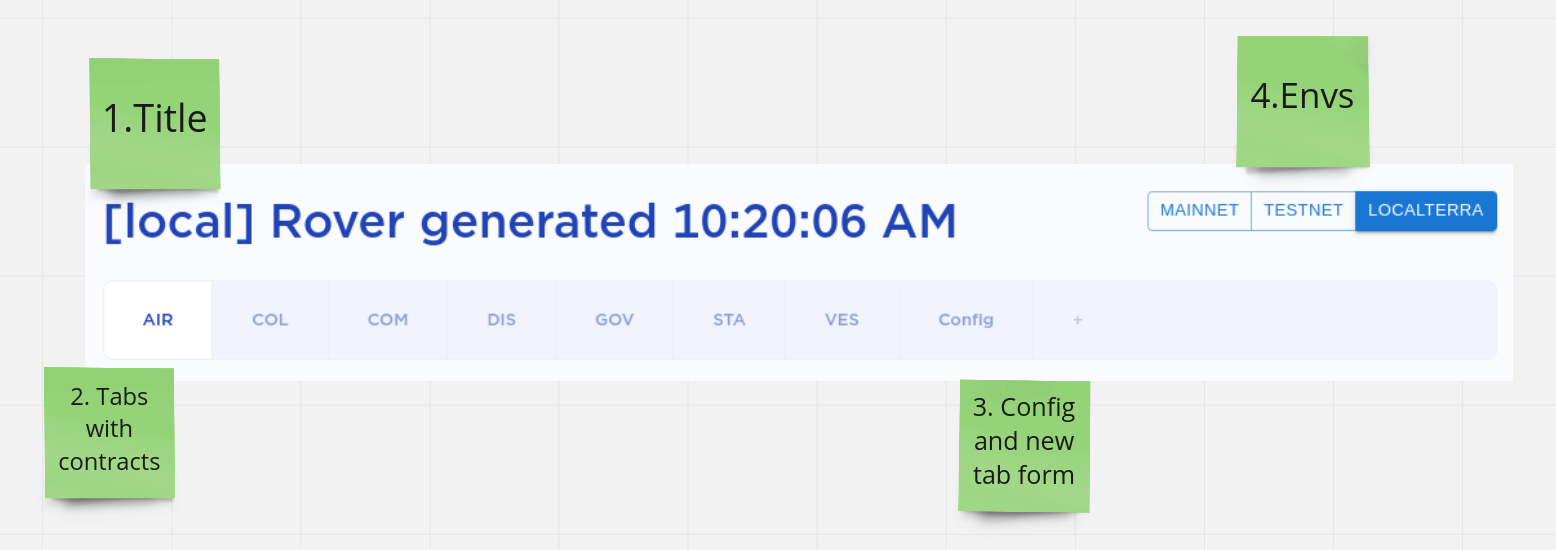 1.Title
4.Envs
[local] Rover generated 10:20:06 AM
MAINNET TESTNET LOCALTERRA
AIR COL COM DIS GOV STA VES Config +
2. Tabs
with
contracts
3. Config
and new
tab form